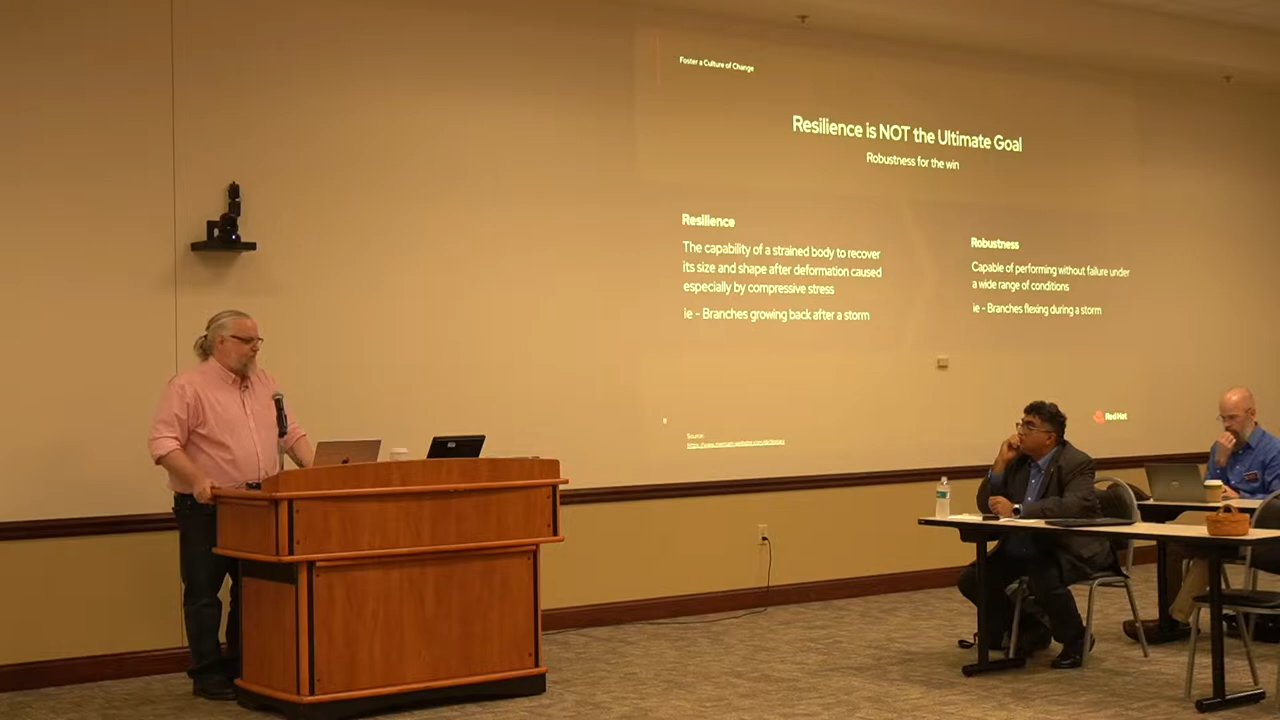 Foster a Culture of Change
Resilience is NOT the Ultimate Goal
Robustness for the win
Resilience
The capability of a strained body to recover
its size and shape after deformation caused
especially by compressive stress
ie - Branches growing back after a storm
Robustness
Capable of performing without failure under
a wide range of conditions
ie - Branches flexing during a storm
Source:
Red Hat